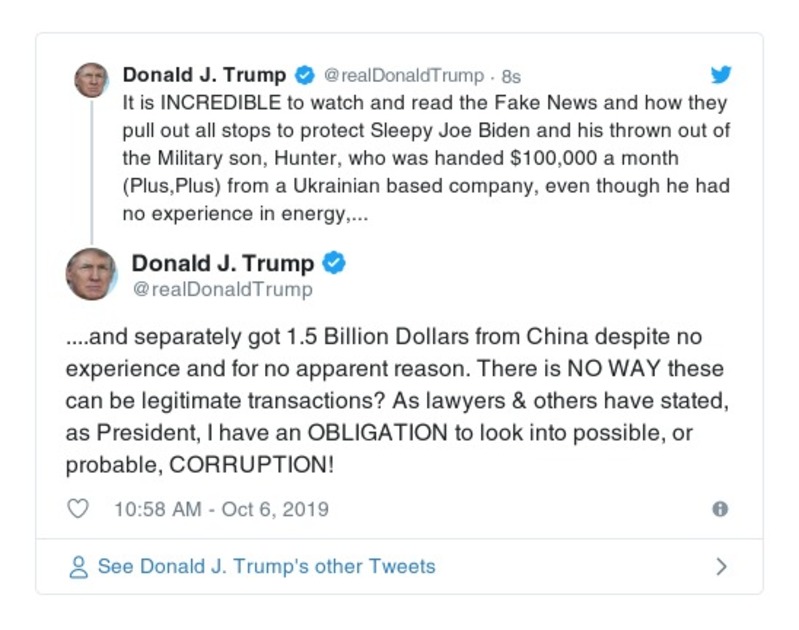 Donald J. Trump @realDonaldTrump · 8s
It is INCREDIBLE to watch and read the Fake News and how they
pull out all stops to protect Sleepy Joe Biden and his thrown out of
the Military son, Hunter, who was handed $100,000 a month
(Plus,Plus) from a Ukrainian based company, even though he had
no experience in energy,...
Donald J. Trump
@realDonaldTrump
....and separately got 1.5 Billion Dollars from China despite no
experience and for no apparent reason. There is NO WAY these
can be legitimate transactions? As lawyers & others have stated,
as President, I have an OBLIGATION to look into possible, or
probable, CORRUPTION!
10:58 AM - Oct 6, 2019
See Donald J. Trump's other Tweets